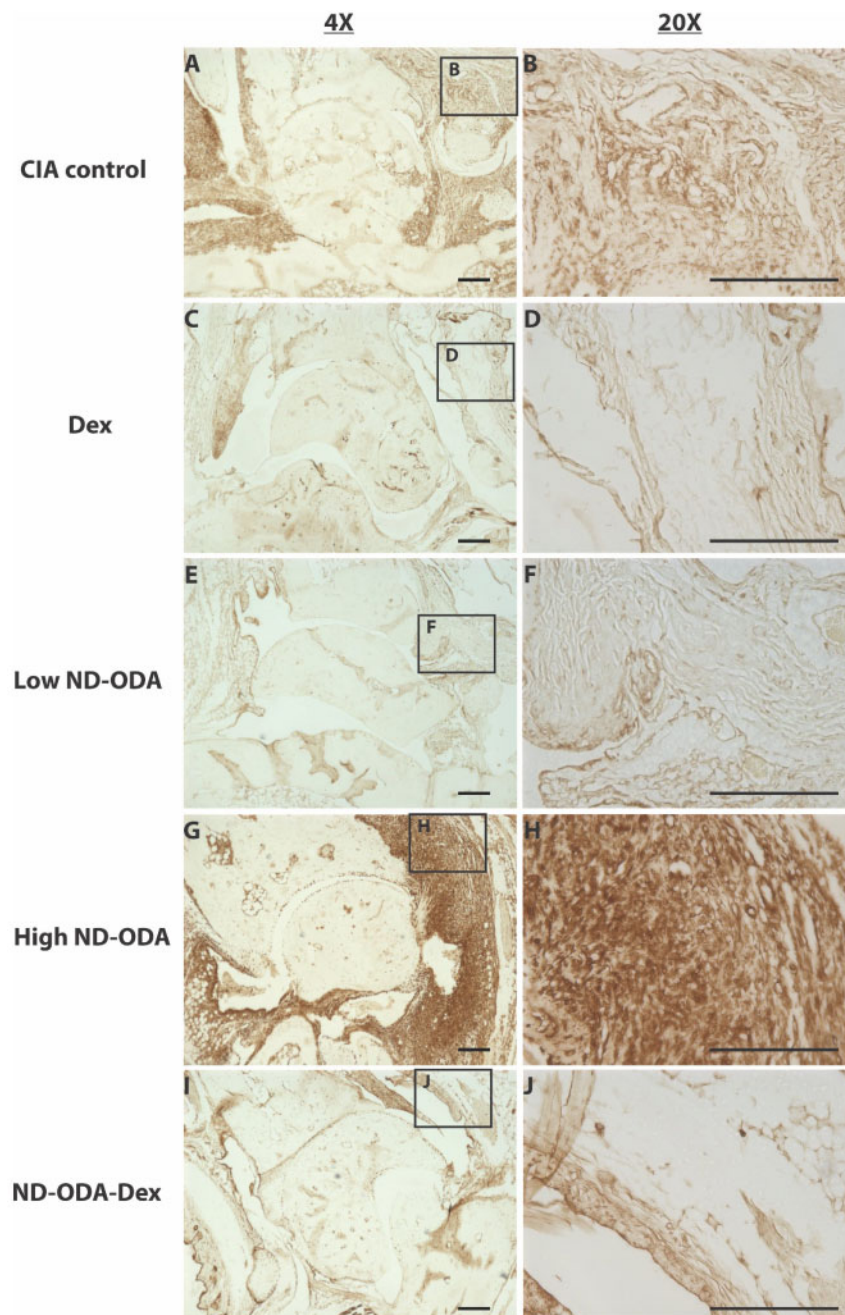 4X 20X
A B B
CIA control
C D D
Dex
E F F
Low ND-ODA
G H H
High ND-ODA
I J J
ND-ODA-Dex